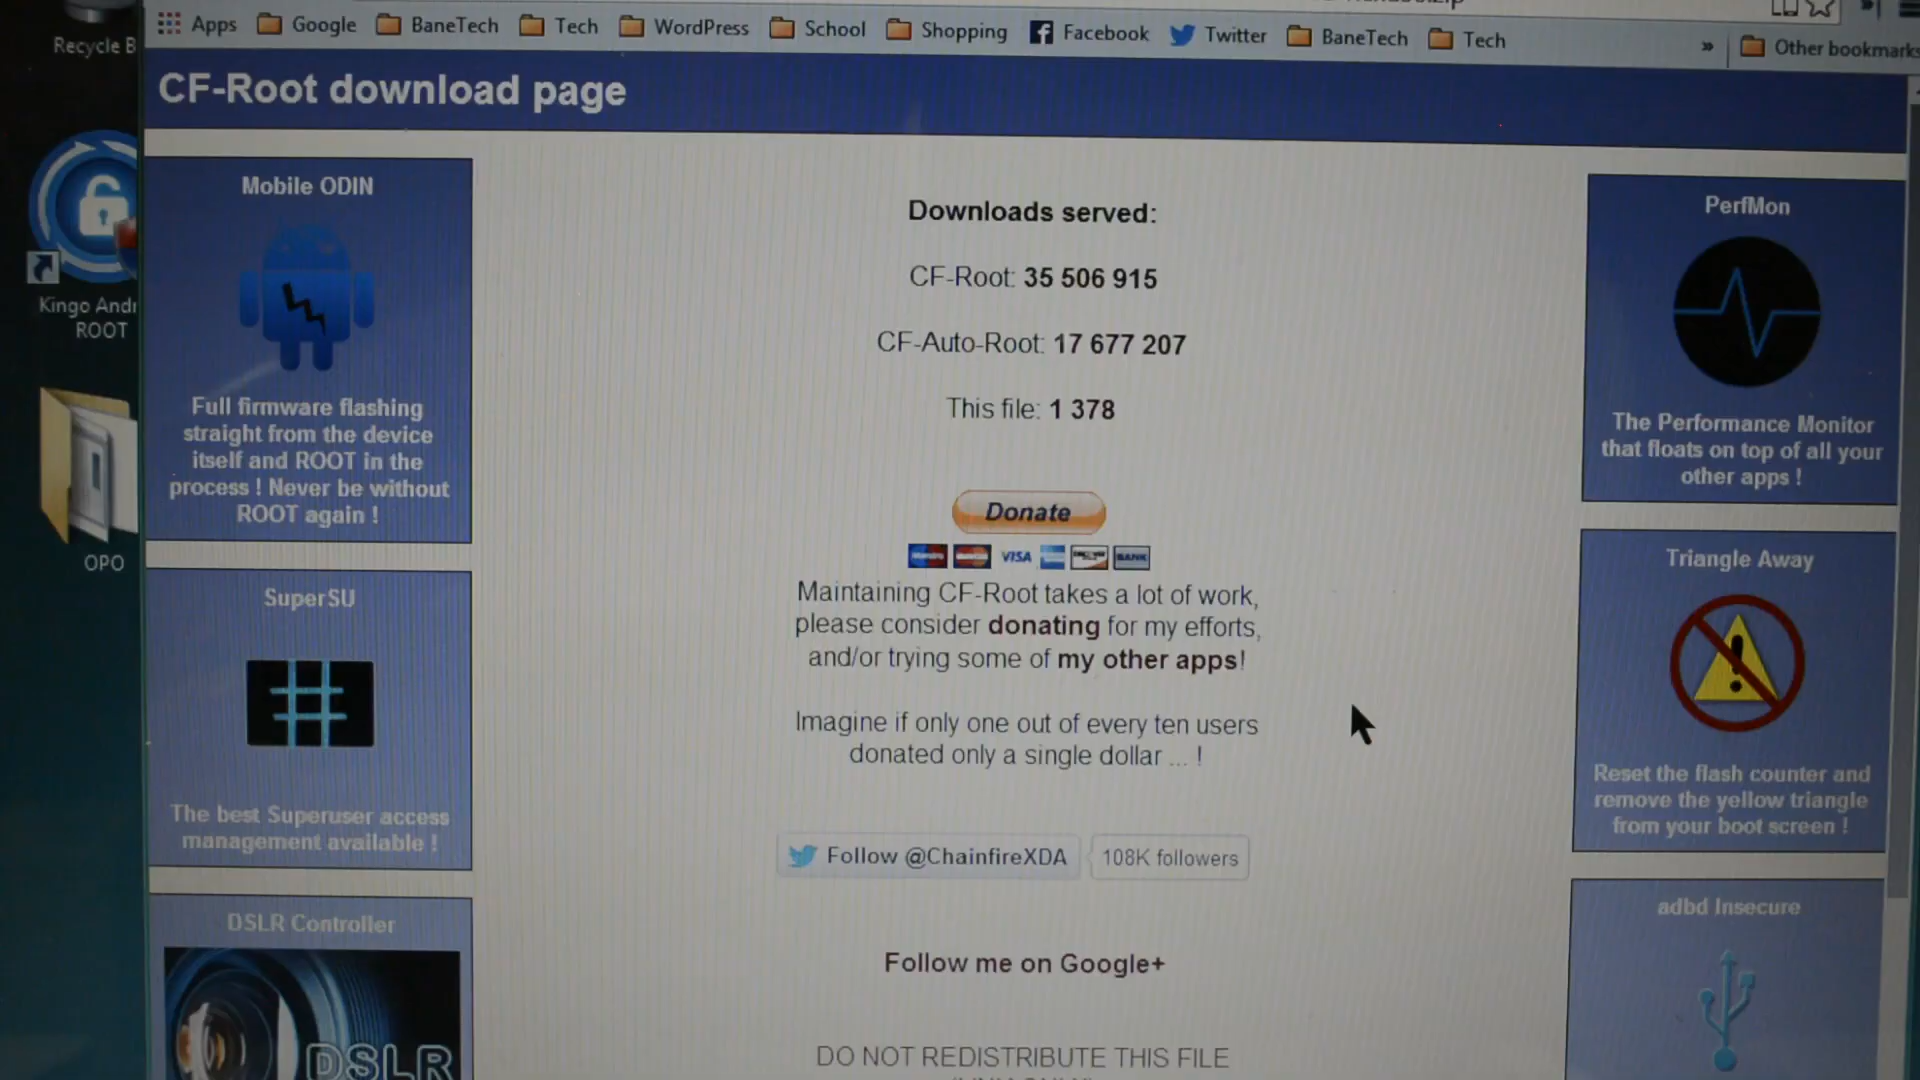 Recycle B
Apps
Google
BaneTech
Tech
WordPress
School
Shopping
Facebook
Twitter
BaneTech
Tech
»
Other bookmarks
CF-Root download page
Kingo Andr
ROOT
OPO
Mobile ODIN
Full firmware flashing
straight from the device
itself and ROOT in the
process ! Never be without
ROOT again !
SuperSU
The best Superuser access
management available !
DSLR Controller
DSLR
Downloads served:
CF-Root: 35 506 915
CF-Auto-Root: 17 677 207
This file: 1 378
Donate
VISA
BANK
Maintaining CF-Root takes a lot of work,
please consider donating for my efforts,
and/or trying some of my other apps!
Imagine if only one out of every ten users
donated only a single dollar ... !
Follow @ChainfireXDA
108K followers
Follow me on Google+
DO NOT REDISTRIBUTE THIS FILE
PerfMon
The Performance Monitor
that floats on top of all your
other apps !
Triangle Away
Reset the flash counter and
remove the yellow triangle
from your boot screen !
adbd Insecure